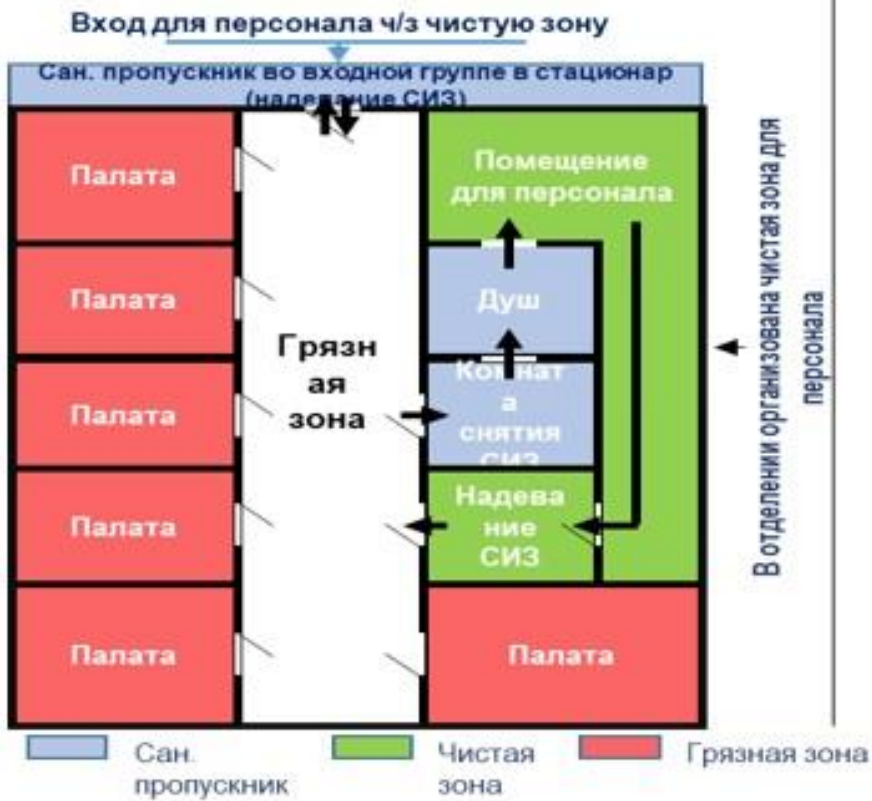 Вход для персонала ч/з чистую зону
Сан. пропускник во входной группе в стационар
(надевание СИЗ)
Палата
Помещение
для персонала
Палата
Душ
Грязн
ая
зона
Палата
Комнат
а
снятия
СИЗ
Палата
Надева
ние
СИЗ
Палата
Палата
В отделении организована чистая зона для
персонала
Сан.
пропускник
Чистая
зона
Грязная зона